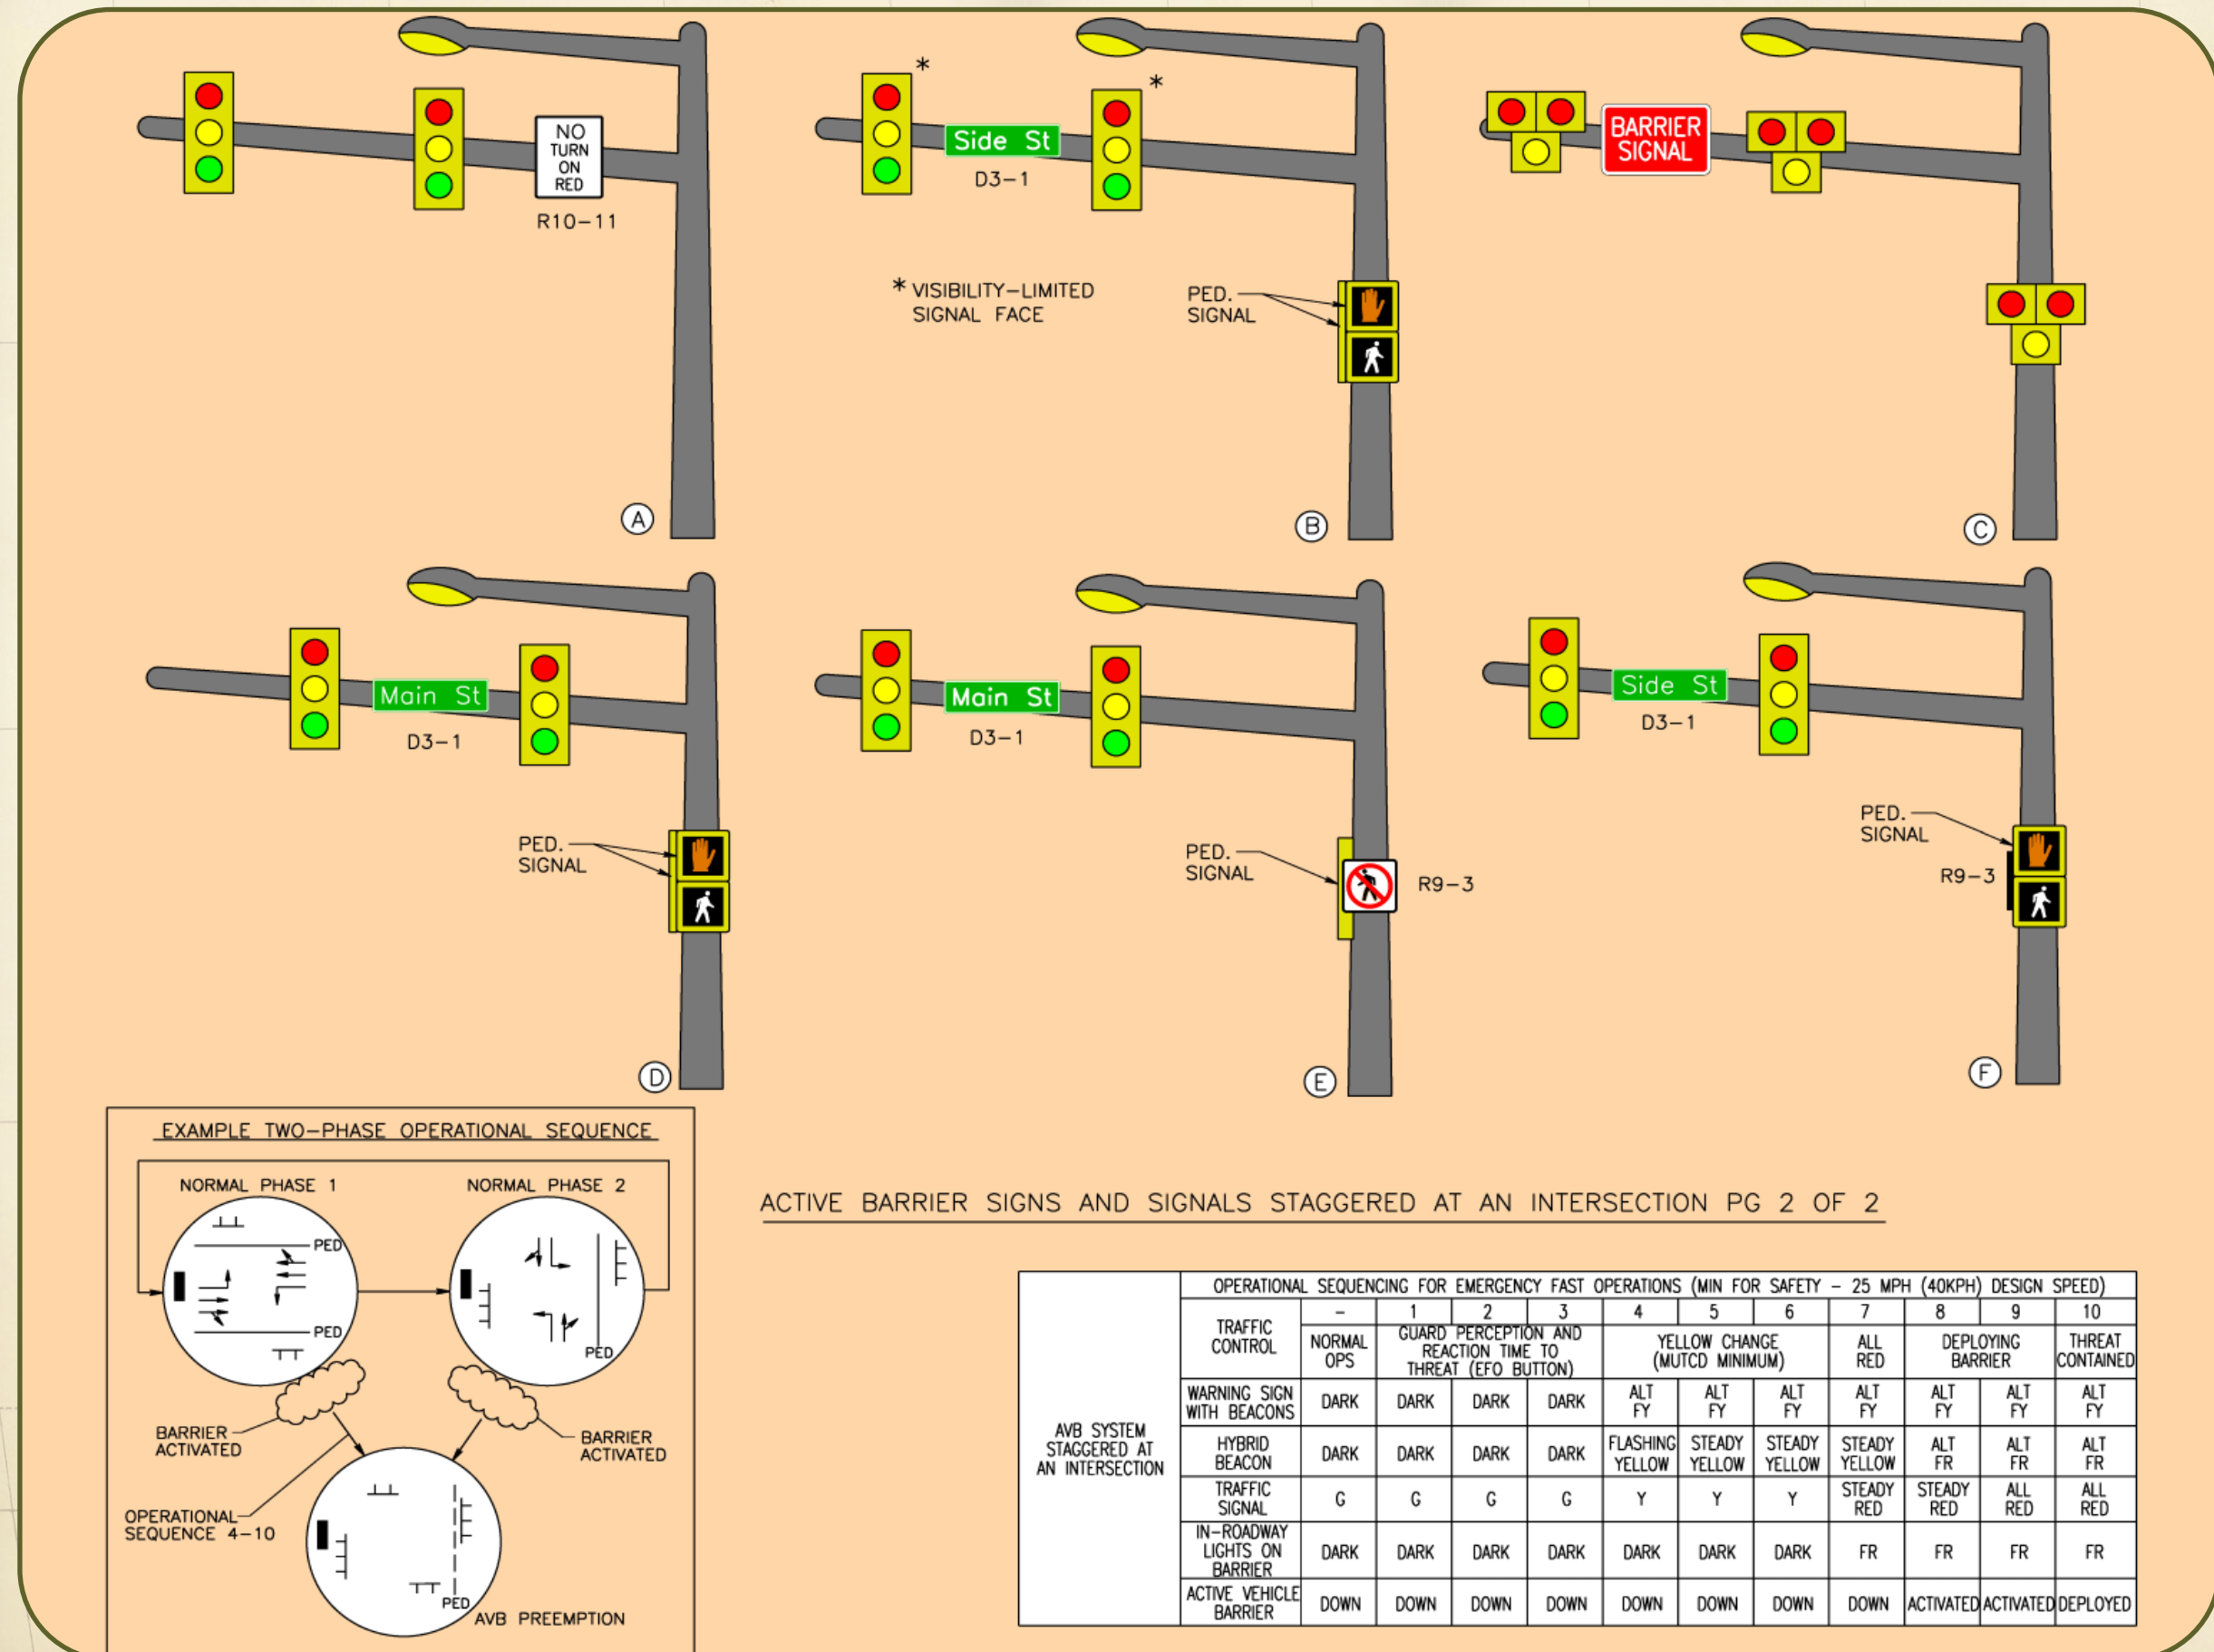 *
*
NO
TURN
ON
RED
R10-11
Side St
D3-1
BARRIER
SIGNAL
* VISIBILITY-LIMITED
SIGNAL FACE
PED.
SIGNAL
A
B
C
Main St
D3-1
Main St
D3-1
Side St
D3-1
PED.
SIGNAL
PED.
SIGNAL
R9-3
PED.
SIGNAL
R9-3
D
E
F
EXAMPLE TWO-PHASE OPERATIONAL SEQUENCE
NORMAL PHASE 1
NORMAL PHASE 2
PED
PED
PED
BARRIER
ACTIVATED
BARRIER
ACTIVATED
OPERATIONAL
SEQUENCE 4-10
PED
AVB PREEMPTION
ACTIVE BARRIER SIGNS AND SIGNALS STAGGERED AT AN INTERSECTION PG 2 OF 2
AVB SYSTEM
STAGGERED AT
AN INTERSECTION
OPERATIONAL SEQUENCING FOR EMERGENCY FAST OPERATIONS (MIN FOR SAFETY - 25 MPH (40KPH) DESIGN SPEED)
TRAFFIC
CONTROL
- 1 2 3 4 5 6 7 8 9 10
NORMAL
OPS
GUARD PERCEPTION AND
REACTION TIME TO
THREAT (EFO BUTTON)
YELLOW CHANGE
(MUTCD MINIMUM)
ALL
RED
DEPLOYING
BARRIER
THREAT
CONTAINED
WARNING SIGN
WITH BEACONS
DARK DARK DARK DARK ALT ALT ALT ALT ALT ALT ALT
FY FY FY FY FY FY FY
HYBRID
BEACON
DARK DARK DARK DARK FLASHING STEADY STEADY STEADY ALT ALT ALT
YELLOW YELLOW YELLOW YELLOW FR FR FR
TRAFFIC
SIGNAL
G G G G Y Y Y STEADY STEADY ALL ALL
RED RED RED RED
IN-ROADWAY
LIGHTS ON
BARRIER
DARK DARK DARK DARK DARK DARK DARK FR FR FR FR
ACTIVE VEHICLE
BARRIER
DOWN DOWN DOWN DOWN DOWN DOWN DOWN DOWN ACTIVATED ACTIVATED DEPLOYED